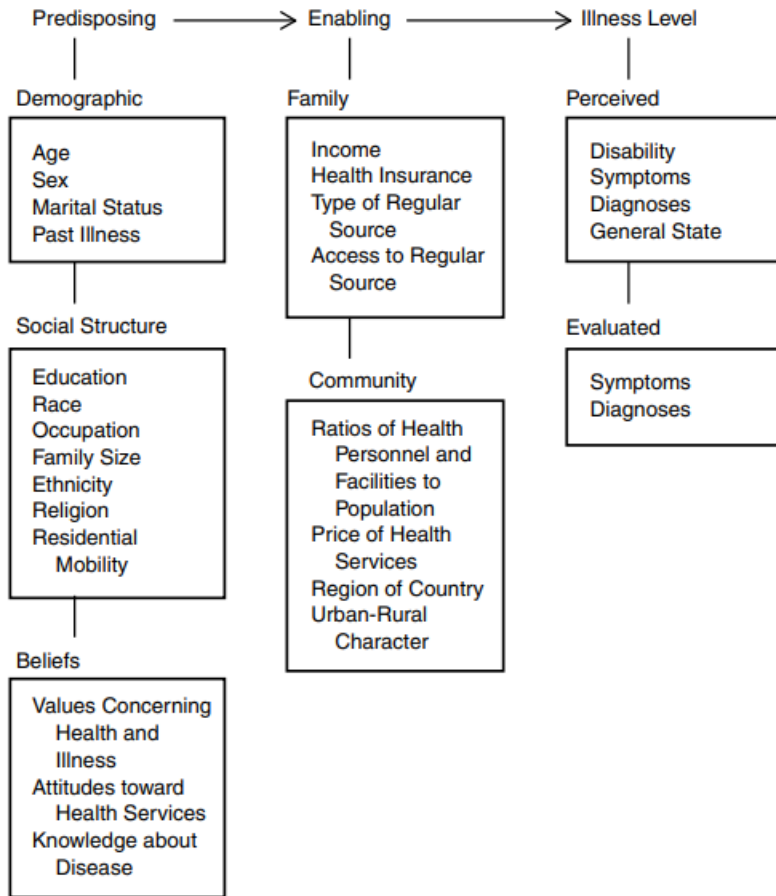 Predisposing
Enabling
Illness Level
Demographic
Age
Sex
Marital Status
Past Illness
Social Structure
Education
Race
Occupation
Family Size
Ethnicity
Religion
Residential
Mobility
Beliefs
Values Concerning
Health and
Illness
Attitudes toward
Health Services
Knowledge about
Disease
Family
Income
Health Insurance
Type of Regular
Source
Access to Regular
Source
Community
Ratios of Health
Personnel and
Facilities to
Population
Price of Health
Services
Region of Country
Urban-Rural
Character
Perceived
Disability
Symptoms
Diagnoses
General State
Evaluated
Symptoms
Diagnoses